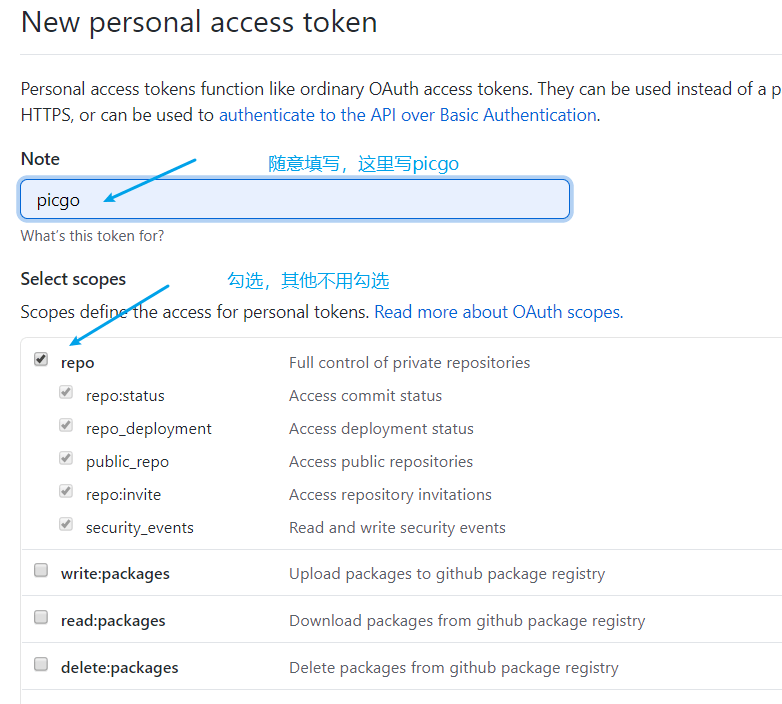 New personal access token
Personal access tokens function like ordinary OAuth access tokens. They can be used instead of a p
HTTPS, or can be used to authenticate to the API over Basic Authentication.
Note
随意填写，这里写picgo
picgo
What's this token for?
Select scopes
勾选，其他不用勾选
Scopes define the access for personal tokens. Read more about OAuth scopes.
repo Full control of private repositories
repo:status Access commit status
repo_deployment Access deployment status
public_repo Access public repositories
repo:invite Access repository invitations
security_events Read and write security events
write:packages Upload packages to github package registry
read:packages Download packages from github package registry
delete:packages Delete packages from github package registry